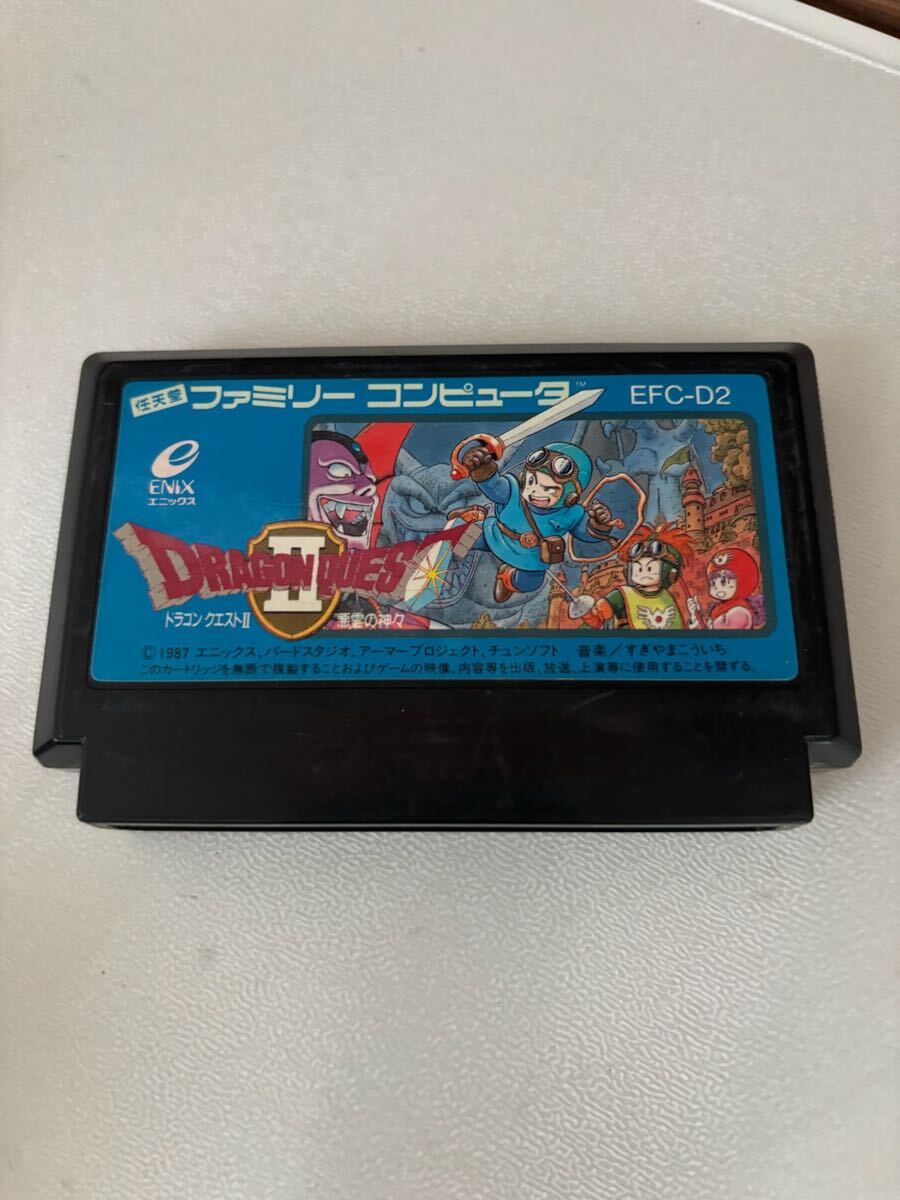 任天堂 ファミリー コンピュータ™ EFC-D2
ENIX
エニックス
DRAGON QUEST
II
ドラゴン クエストII 悪霊の神々
Ⓒ1987 エニックス、バードスタジオ、アーマープロジェクト、チュンソフト 音楽/すぎやまこういち
このカートリッジを無断で複製することおよびゲームの映像、内容等を出版、放送、上演等に使用することを禁ずる。